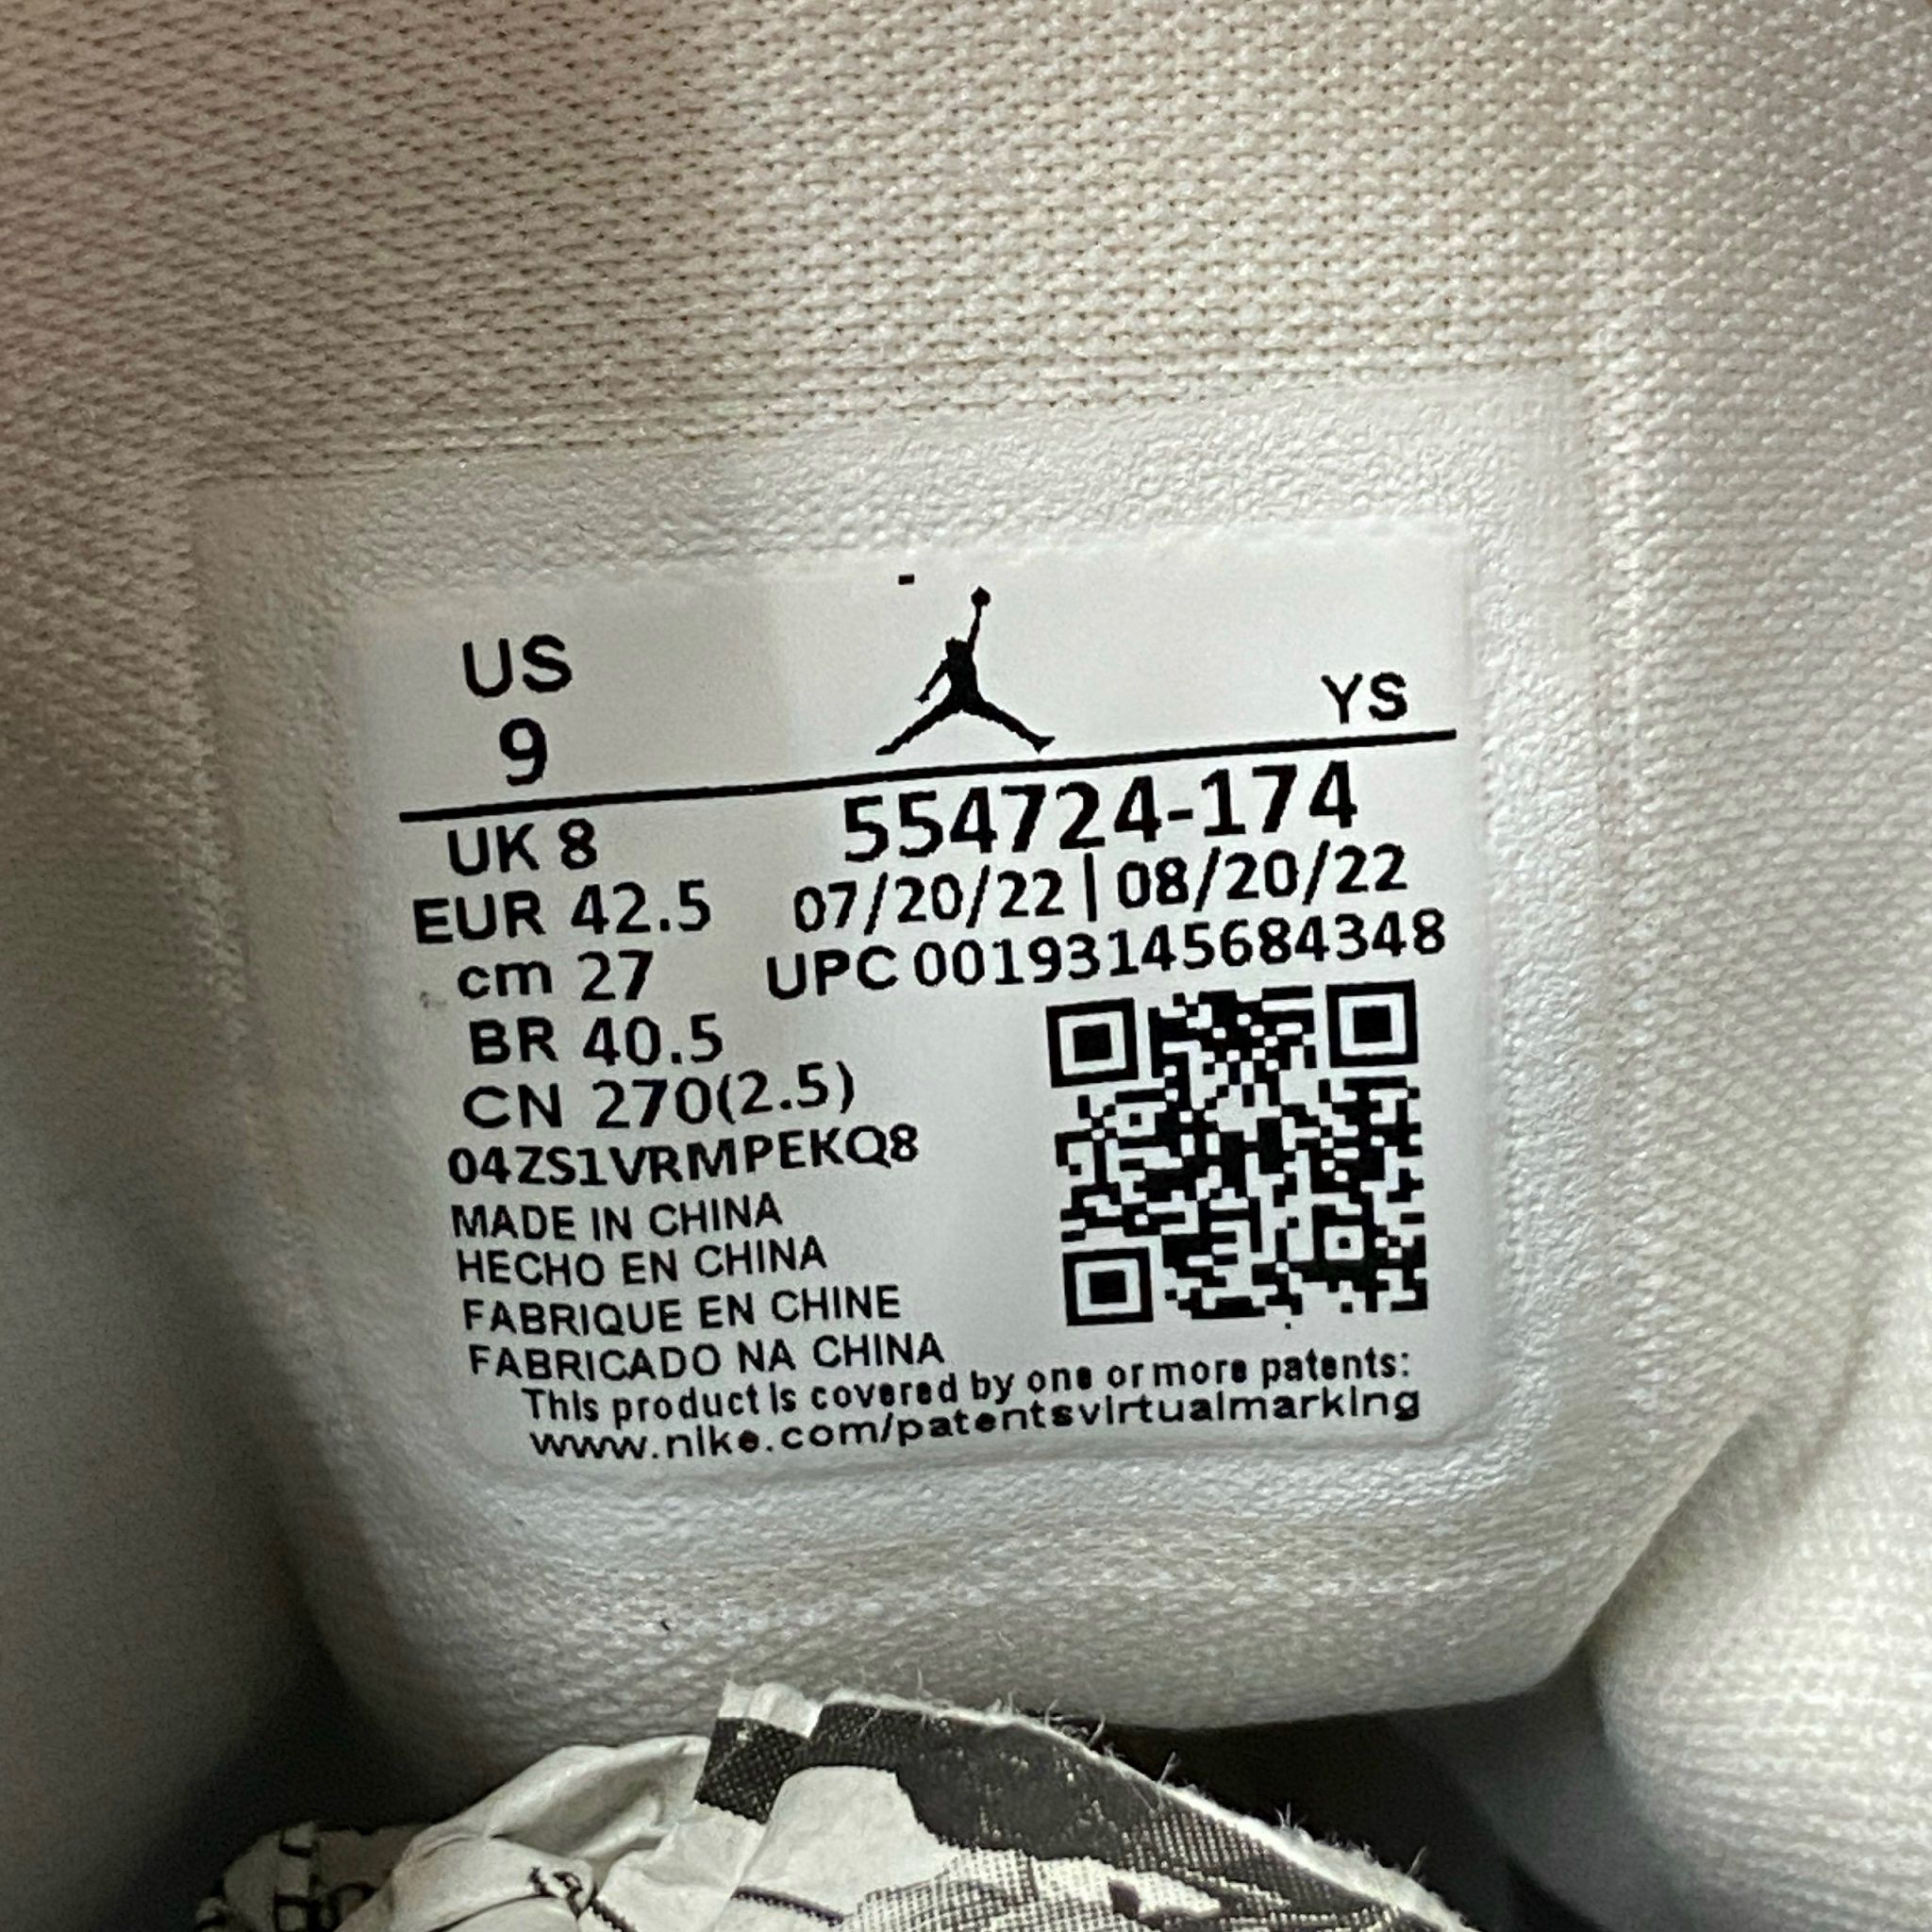 US
9
YS
UK 8
554724-174
EUR 42.5
07/20/22 | 08/20/22
cm 27
UPC 00193145684348
BR 40.5
CN 270(2.5)
04ZS1VRMPEKQ8
MADE IN CHINA
HECHO EN CHINA
FABRIQUE EN CHINE
FABRICADO NA CHINA
This product is covered by one or more patents:
www.nike.com/patentsvirtualmarking